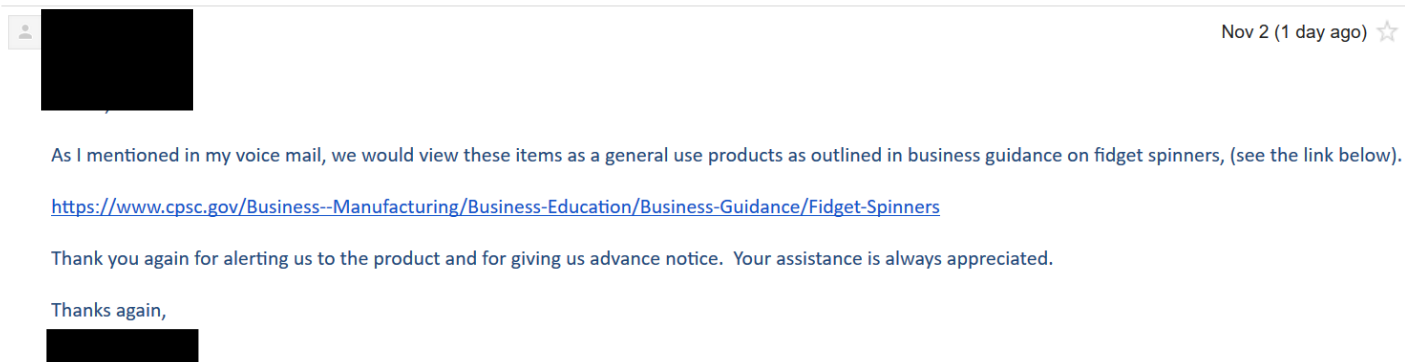 Nov 2 (1 day ago)
As I mentioned in my voice mail, we would view these items as a general use products as outlined in business guidance on fidget spinners, (see the link below).
https://www.cpsc.gov/Business--Manufacturing/Business-Education/Business-Guidance/Fidget-Spinners
Thank you again for alerting us to the product and for giving us advance notice.  Your assistance is always appreciated.
Thanks again,